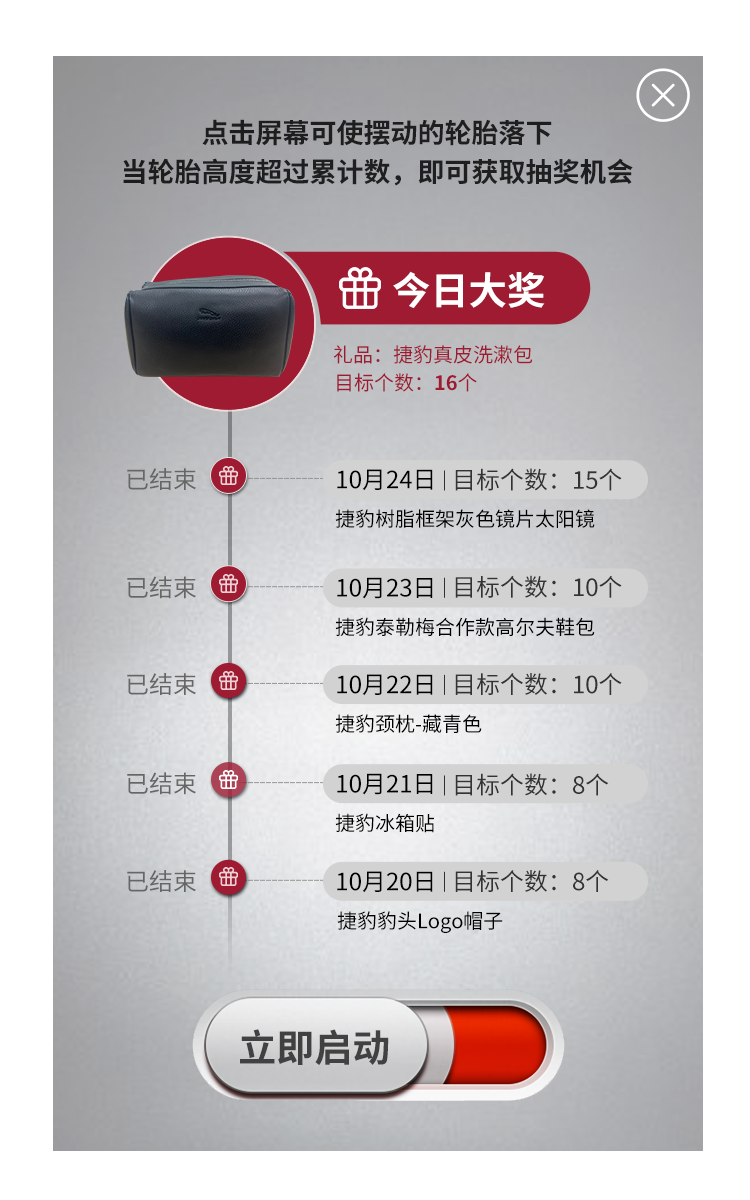 点击屏幕可使摆动的轮胎落下
当轮胎高度超过累计数，即可获取抽奖机会
今日大奖
礼品：捷豹真皮洗漱包
目标个数：16个
已结束
10月24日 | 目标个数：15个
捷豹树脂框架灰色镜片太阳镜
已结束
10月23日 | 目标个数：10个
捷豹泰勒梅合作款高尔夫鞋包
已结束
10月22日 | 目标个数：10个
捷豹颈枕-藏青色
已结束
10月21日 | 目标个数：8个
捷豹冰箱贴
已结束
10月20日 | 目标个数：8个
捷豹豹头Logo帽子
立即启动